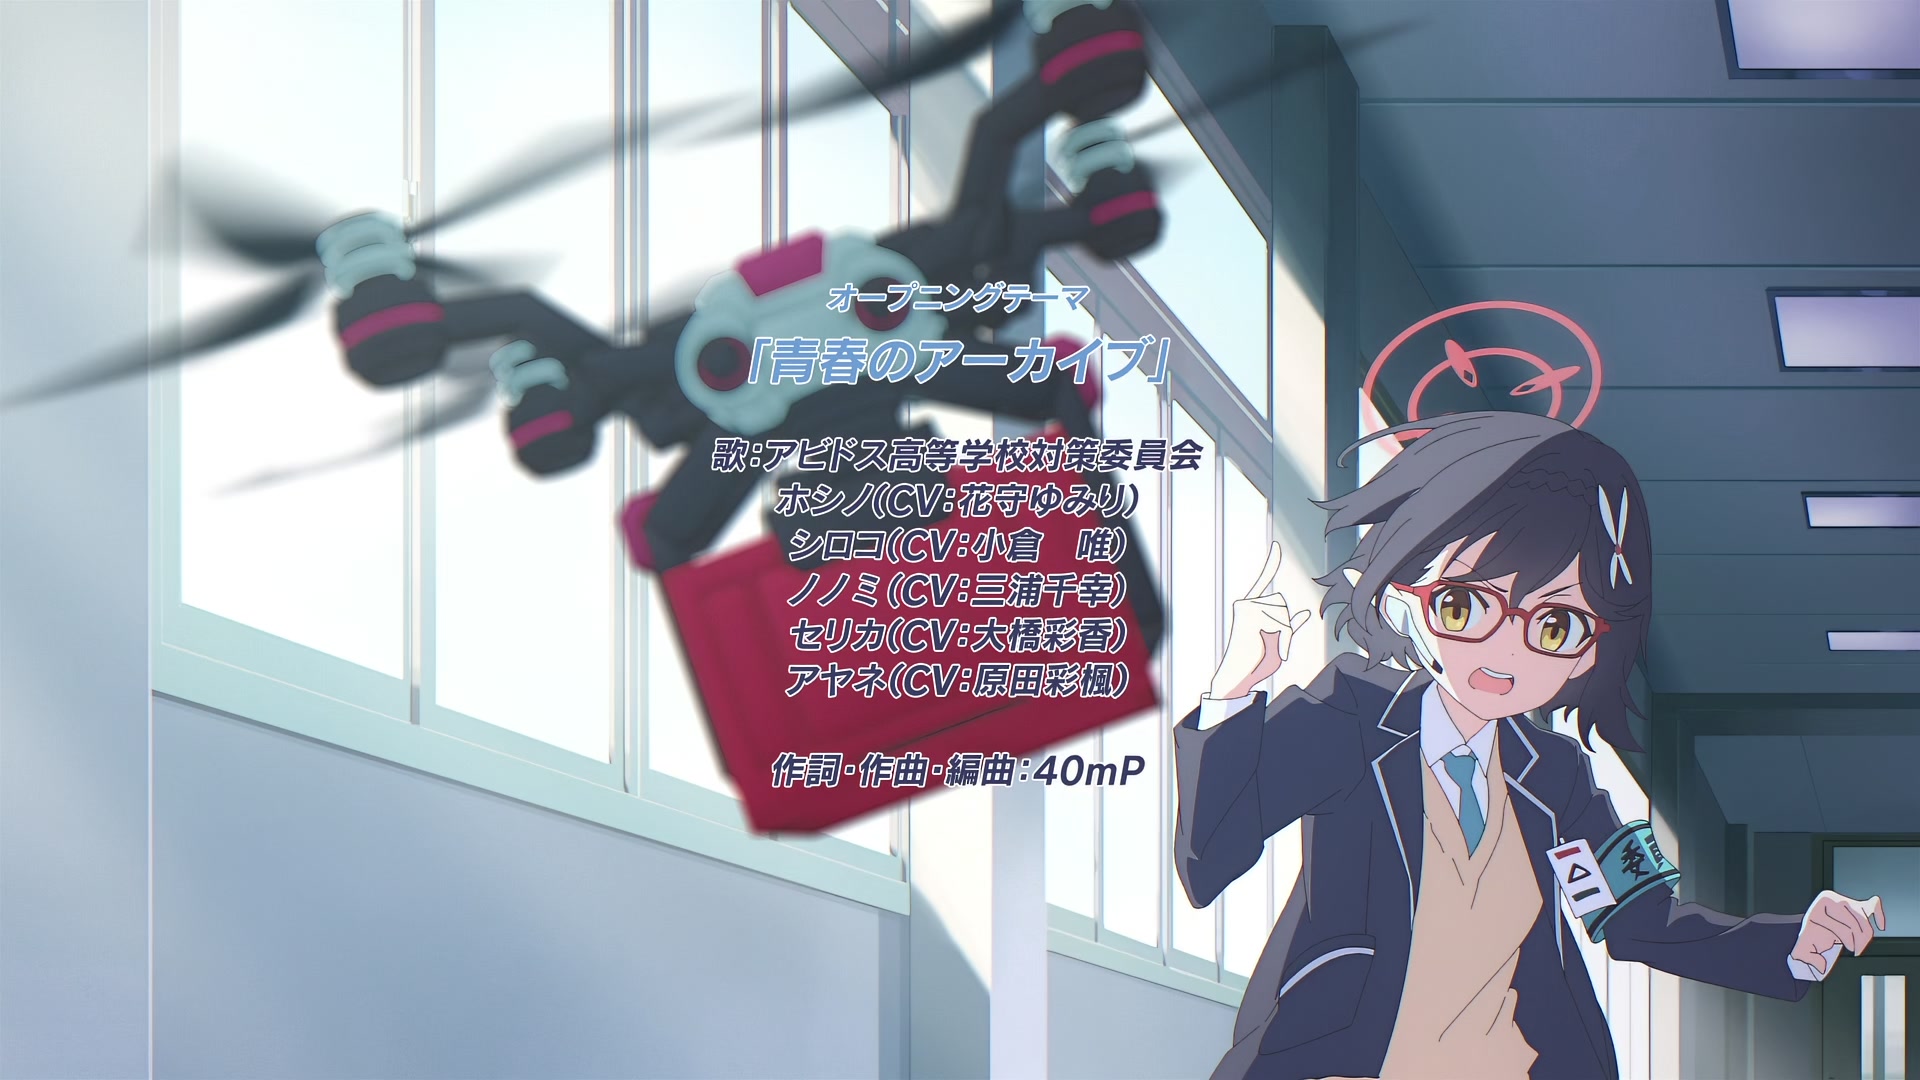 オープニングテーマ
「青春のアーカイブ」
歌：アビドス高等学校対策委員会
ホシノ（CV：花守ゆみり）
シロコ（CV：小倉　唯）
ノノミ（CV：三浦千幸）
セリカ（CV：大橋彩香）
アヤネ（CV：原田彩楓）
作詞・作曲・編曲：40mP
委員